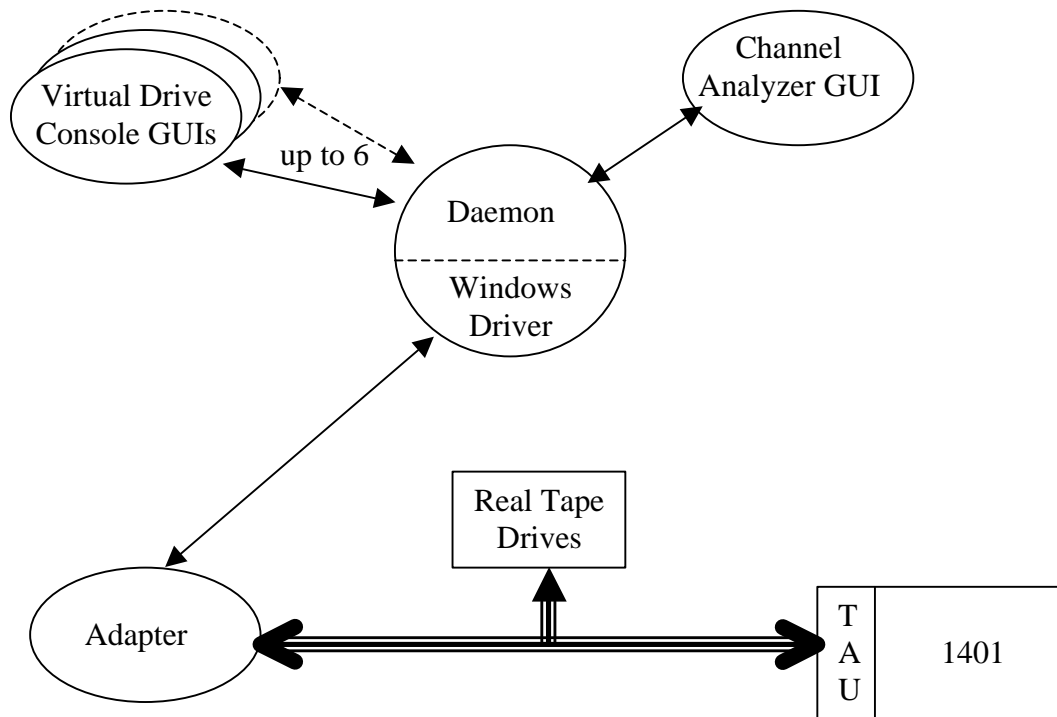 Virtual Drive
Console GUIs
Channel
Analyzer GUI
up to 6
Daemon
Windows
Driver
Real Tape
Drives
Adapter
T
A
U
1401